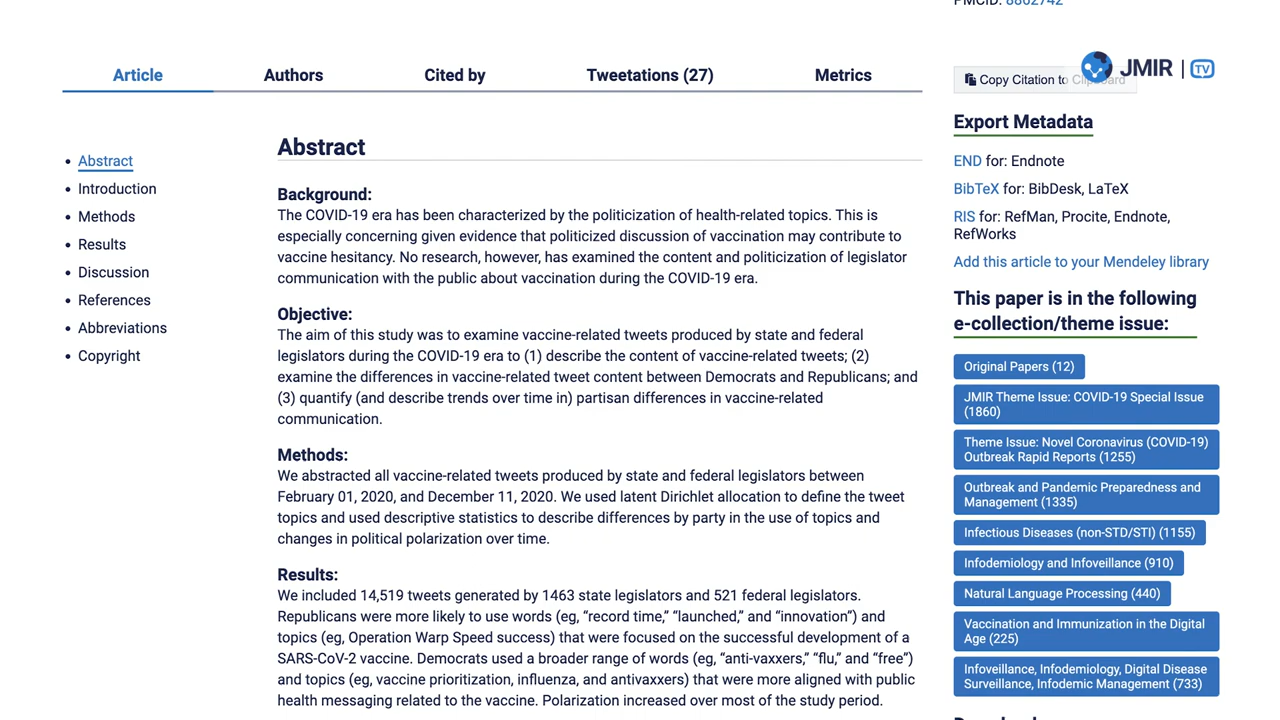 PMCID: 8862742
Article
Authors
Cited by
Tweetations (27)
Metrics
JMIR | TV
Copy Citation to Clipboard
• Abstract
• Introduction
• Methods
• Results
• Discussion
• References
• Abbreviations
• Copyright
Abstract
Background:
The COVID-19 era has been characterized by the politicization of health-related topics. This is
especially concerning given evidence that politicized discussion of vaccination may contribute to
vaccine hesitancy. No research, however, has examined the content and politicization of legislator
communication with the public about vaccination during the COVID-19 era.
Objective:
The aim of this study was to examine vaccine-related tweets produced by state and federal
legislators during the COVID-19 era to (1) describe the content of vaccine-related tweets; (2)
examine the differences in vaccine-related tweet content between Democrats and Republicans; and
(3) quantify (and describe trends over time in) partisan differences in vaccine-related
communication.
Methods:
We abstracted all vaccine-related tweets produced by state and federal legislators between
February 01, 2020, and December 11, 2020. We used latent Dirichlet allocation to define the tweet
topics and used descriptive statistics to describe differences by party in the use of topics and
changes in political polarization over time.
Results:
We included 14,519 tweets generated by 1463 state legislators and 521 federal legislators.
Republicans were more likely to use words (eg, “record time,” “launched,” and “innovation”) and
topics (eg, Operation Warp Speed success) that were focused on the successful development of a
SARS-CoV-2 vaccine. Democrats used a broader range of words (eg, “anti-vaxxers,” “flu,” and “free”)
and topics (eg, vaccine prioritization, influenza, and antivaxxers) that were more aligned with public
health messaging related to the vaccine. Polarization increased over most of the study period.
Export Metadata
END for: Endnote
BibTeX for: BibDesk, LaTeX
RIS for: RefMan, Procite, Endnote,
RefWorks
Add this article to your Mendeley library
This paper is in the following
e-collection/theme issue:
Original Papers (12)
JMIR Theme Issue: COVID-19 Special Issue
(1860)
Theme Issue: Novel Coronavirus (COVID-19)
Outbreak Rapid Reports (1255)
Outbreak and Pandemic Preparedness and
Management (1335)
Infectious Diseases (non-STD/STI) (1155)
Infodemiology and Infoveillance (910)
Natural Language Processing (440)
Vaccination and Immunization in the Digital
Age (225)
Infoveillance, Infodemiology, Digital Disease
Surveillance, Infodemic Management (733)